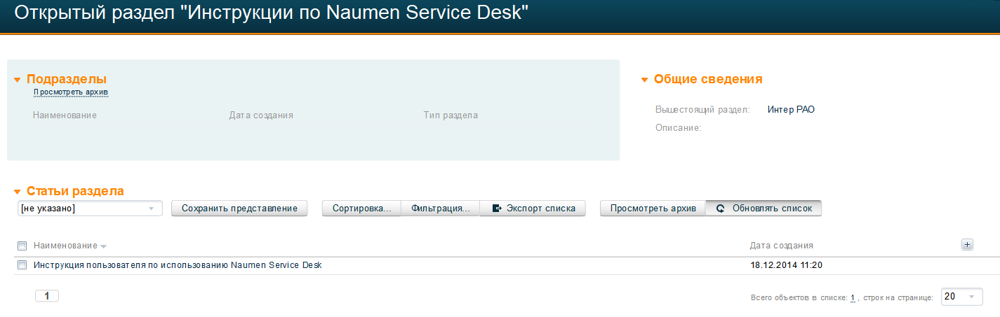 Открытый раздел "Инструкции по Naumen Service Desk"
Подразделы
Просмотреть архив
Наименование Дата создания Тип раздела
Общие сведения
Вышестоящий раздел: Интер РАО
Описание:
Статьи раздела
[не указано] Сохранить представление Сортировка... Фильтрация... Экспорт списка Просмотреть архив Обновлять список
Наименование Дата создания
Инструкция пользователя по использованию Naumen Service Desk 18.12.2014 11:20
1 Всего объектов в списке: 1 , строк на странице: 20